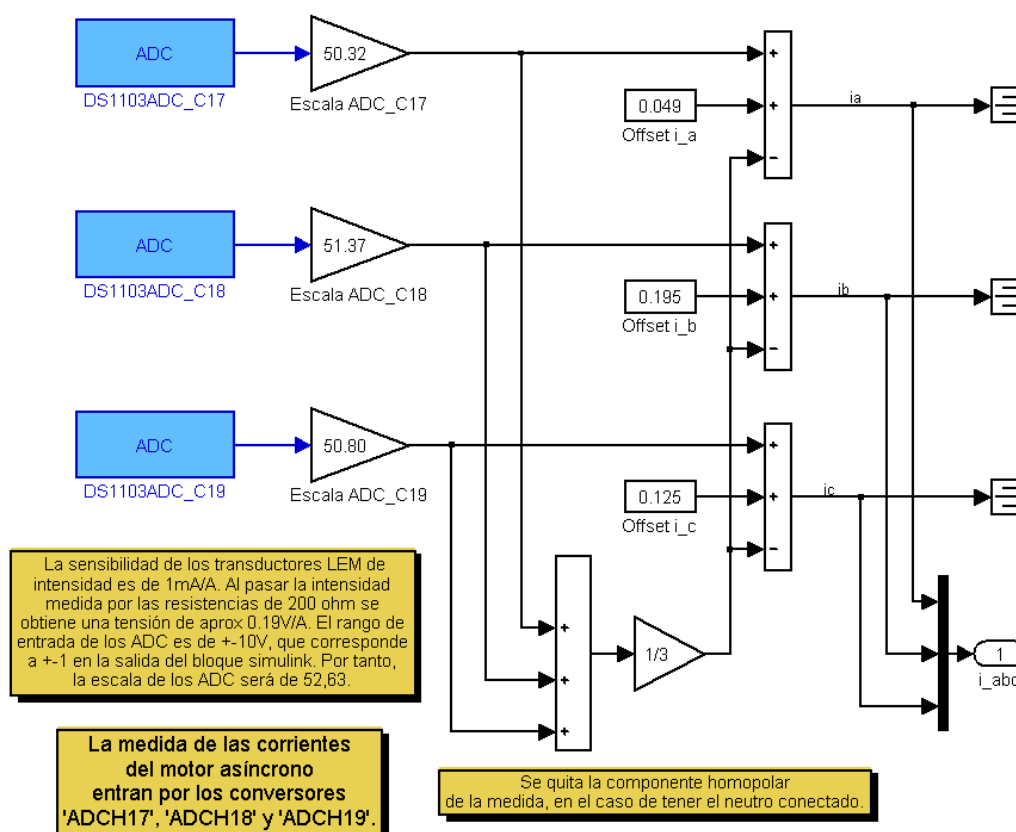 ADC
DS1103ADC_C17
50.32
Escala ADC_C17
+
0.049
+
Offset i_a
−
ia
ADC
DS1103ADC_C18
51.37
Escala ADC_C18
+
0.195
+
Offset i_b
−
ib
ADC
DS1103ADC_C19
50.80
Escala ADC_C19
+
0.125
+
Offset i_c
−
ic
La sensibilidad de los transductores LEM de
intensidad es de 1mA/A. Al pasar la intensidad
medida por las resistencias de 200 ohm se
obtiene una tensión de aprox 0.19V/A. El rango de
entrada de los ADC es de +-10V, que corresponde
a +-1 en la salida del bloque simulink. Por tanto,
la escala de los ADC será de 52,63.
+
+
+
1/3
1
i_abc
La medida de las corrientes
del motor asíncrono
entran por los conversores
'ADCH17', 'ADCH18' y 'ADCH19'.
Se quita la componente homopolar
de la medida, en el caso de tener el neutro conectado.